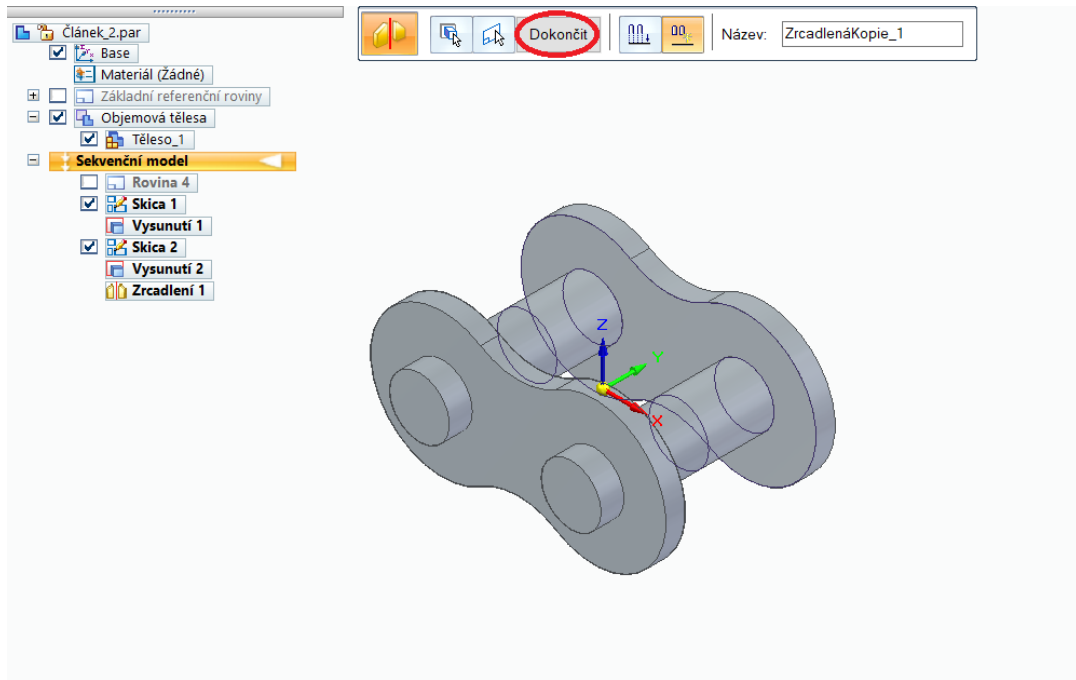 Článek_2.par
Base
Materiál (Žádné)
Základní referenční roviny
Objemová tělesa
Těleso_1
Sekvenční model
Rovina 4
Skica 1
Vysunutí 1
Skica 2
Vysunutí 2
Zrcadlení 1
Dokončit
Název: ZrcadlenáKopie_1
Z
Y
X